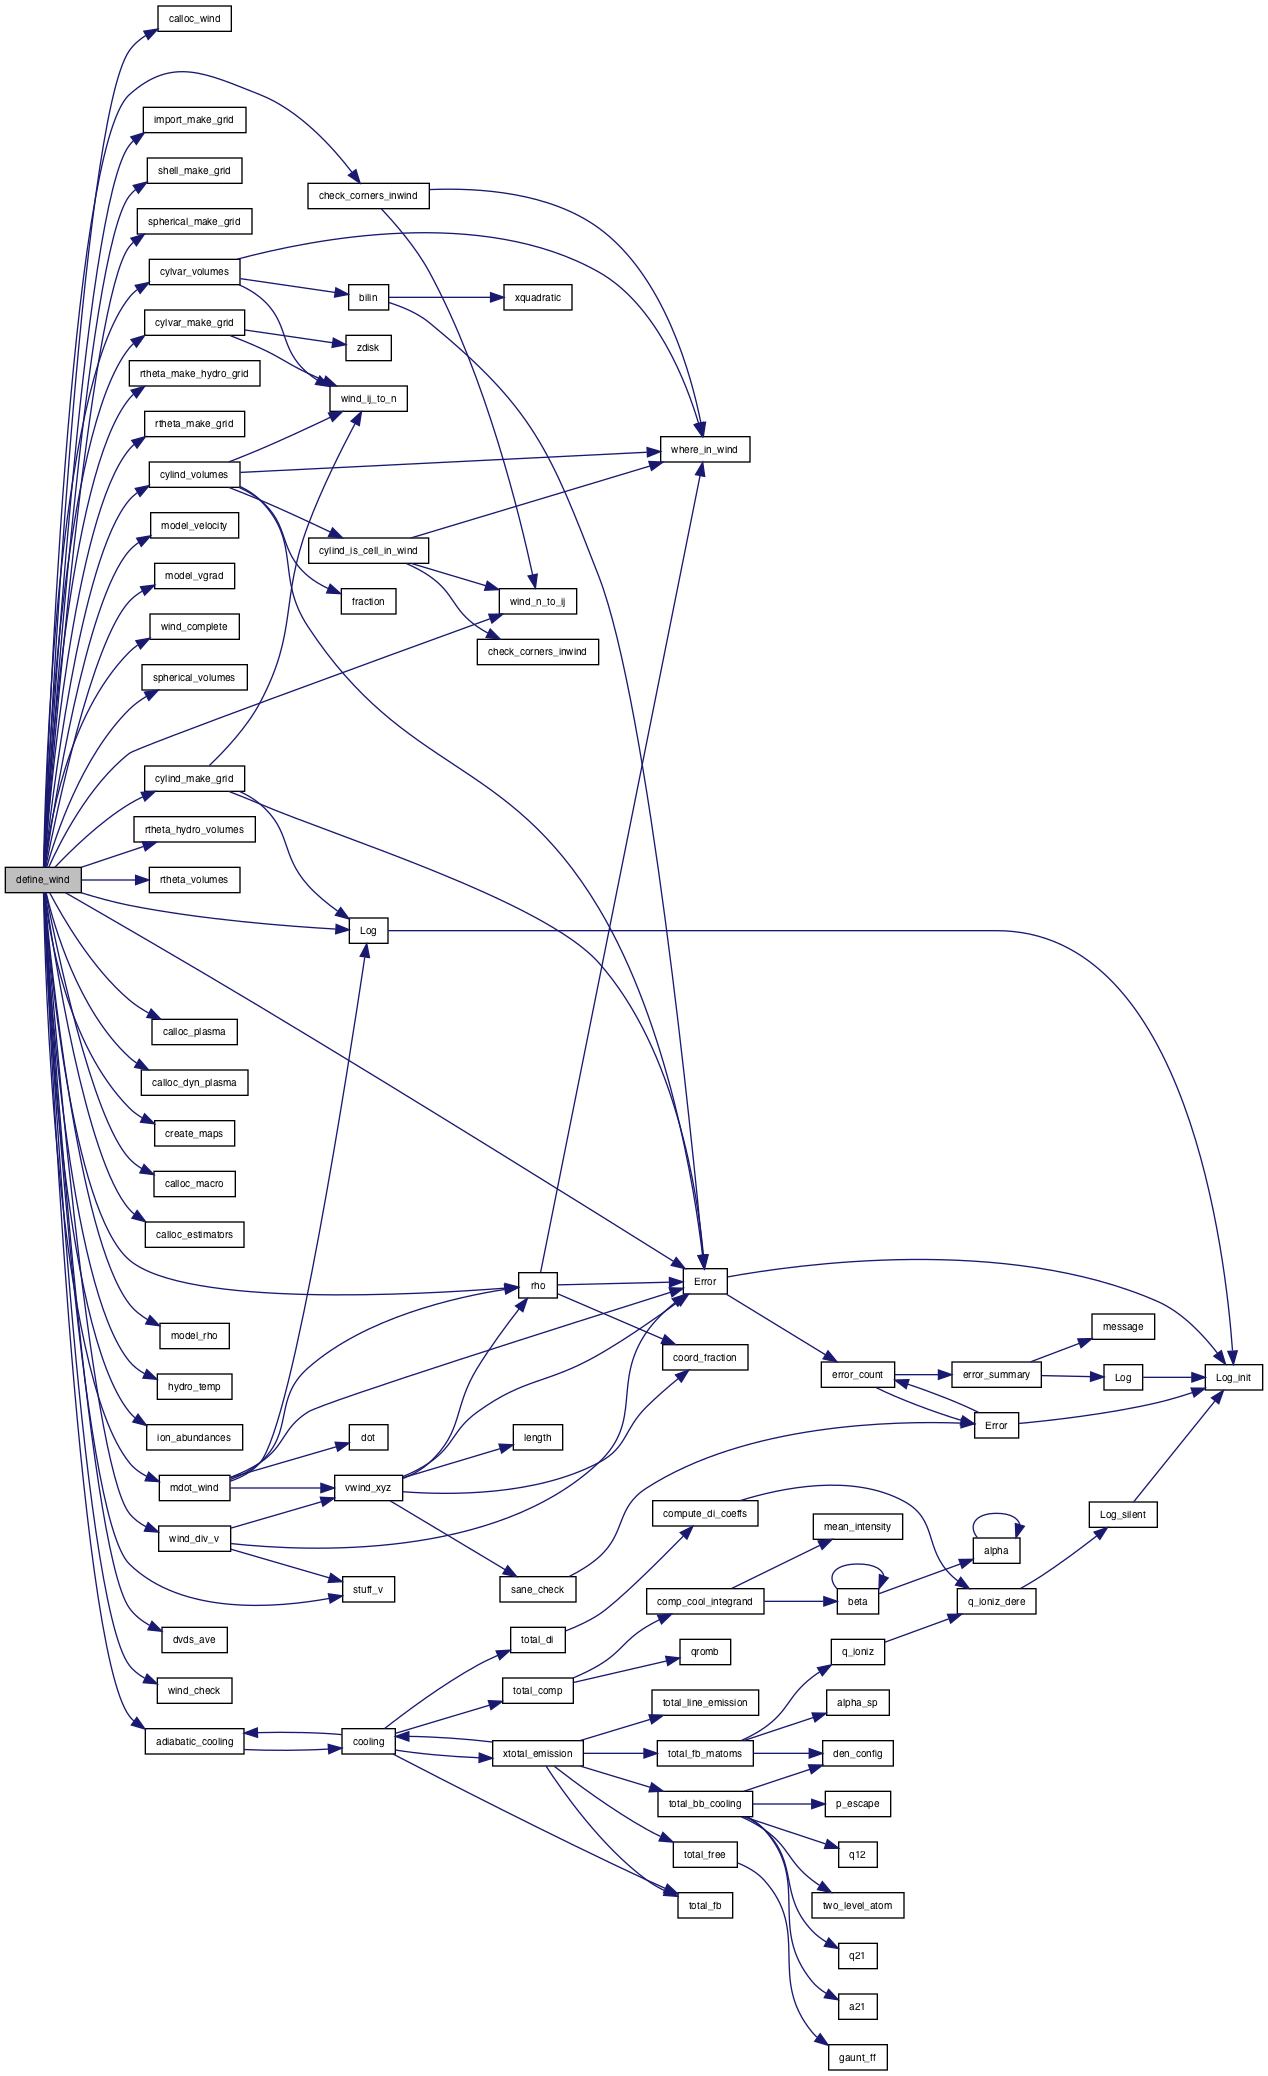 calloc_wind
import_make_grid
shell_make_grid
check_corners_inwind
spherical_make_grid
cylvar_volumes
bilin
xquadratic
cylvar_make_grid
zdisk
rtheta_make_hydro_grid
wind_ij_to_n
rtheta_make_grid
where_in_wind
cylind_volumes
model_velocity
cylind_is_cell_in_wind
model_vgrad
fraction
wind_n_to_ij
wind_complete
check_corners_inwind
spherical_volumes
cylind_make_grid
rtheta_hydro_volumes
define_wind
rtheta_volumes
Log
calloc_plasma
calloc_dyn_plasma
create_maps
calloc_macro
calloc_estimators
rho
Error
model_rho
message
coord_fraction
hydro_temp
error_count
error_summary
Log
Log_init
ion_abundances
dot
length
Error
mdot_wind
vwind_xyz
wind_div_v
compute_di_coeffs
Log_silent
mean_intensity
alpha
stuff_v
sane_check
comp_cool_integrand
beta
q_ioniz_dere
dvds_ave
total_di
qromb
q_ioniz
wind_check
total_comp
total_line_emission
alpha_sp
adiabatic_cooling
cooling
xtotal_emission
total_fb_matoms
den_config
total_bb_cooling
p_escape
total_free
q12
total_fb
two_level_atom
q21
a21
gaunt_ff